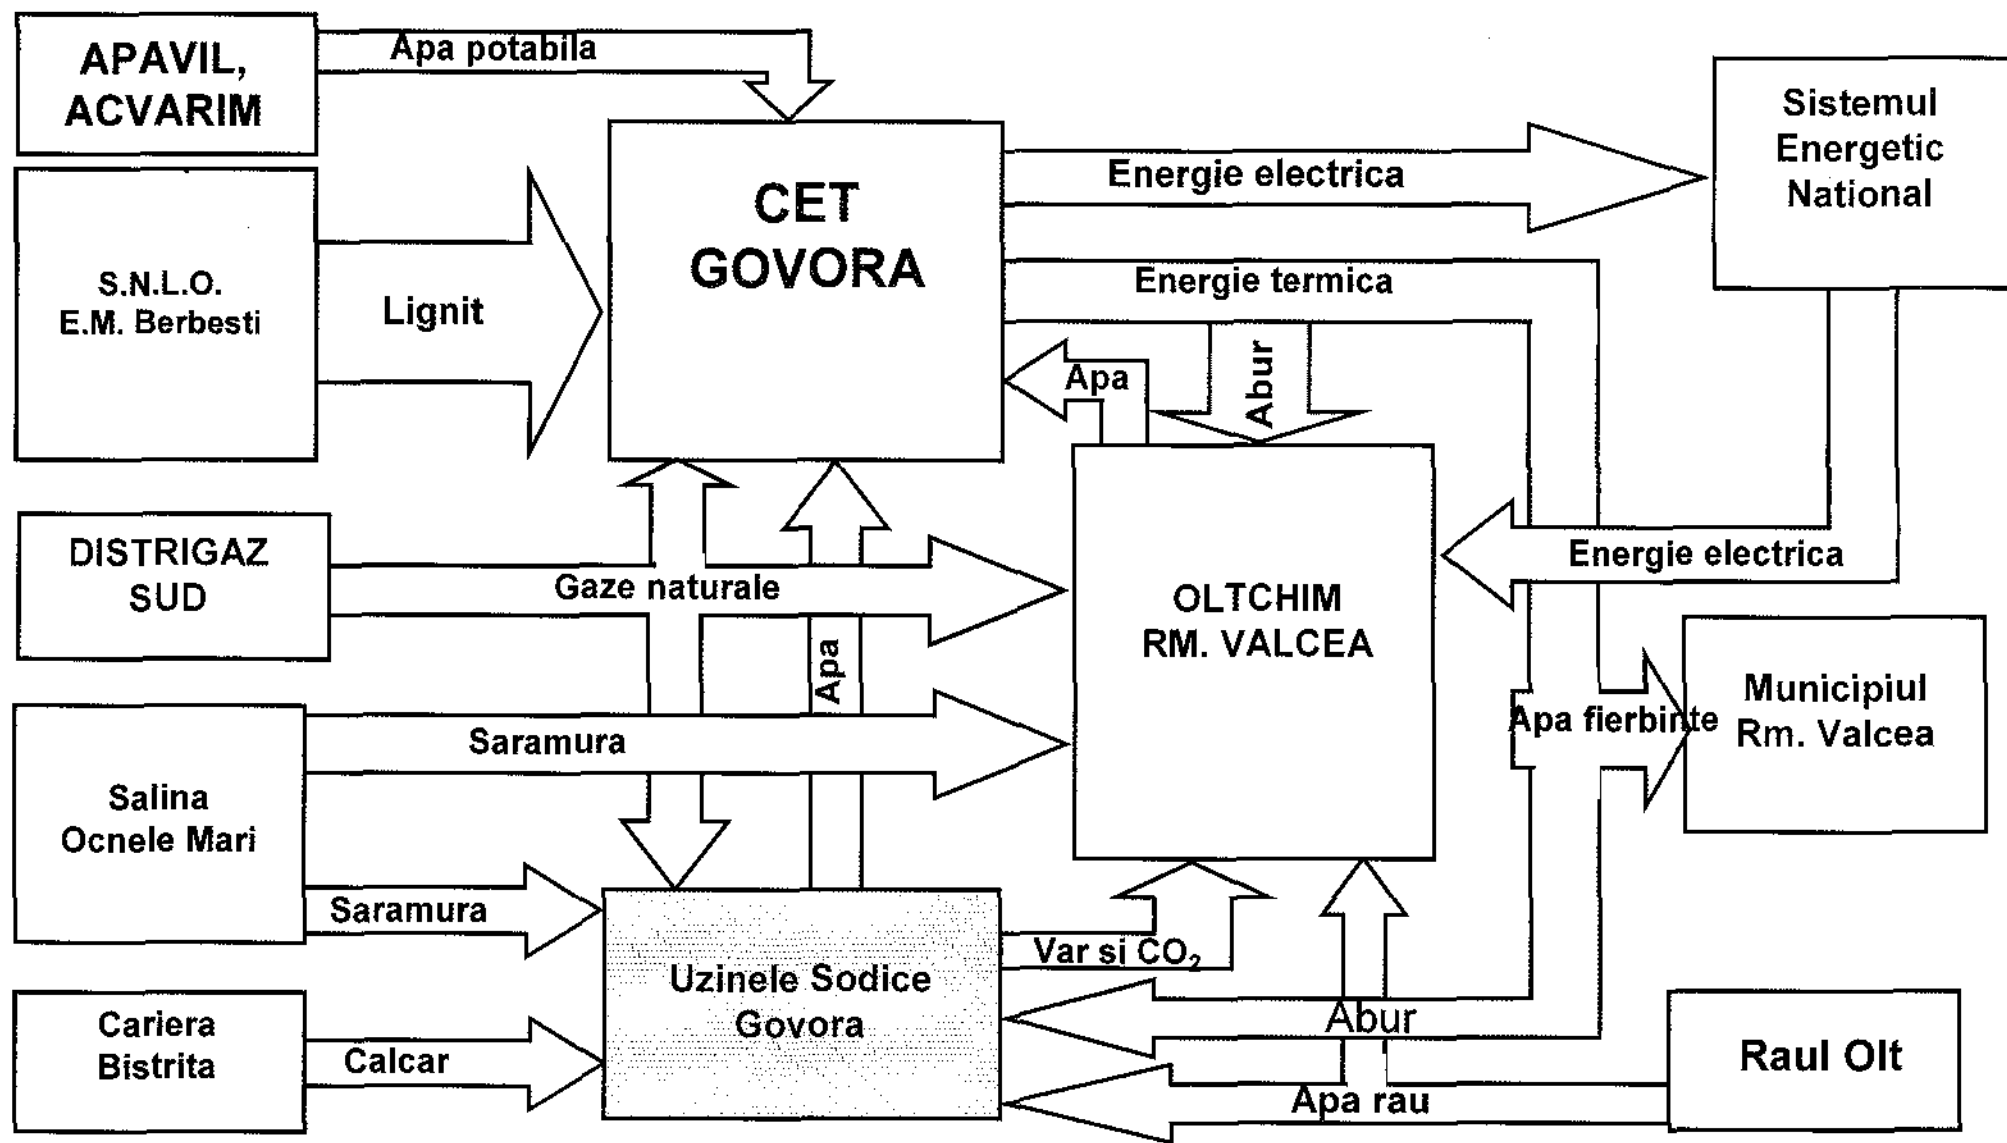 APAVIL,
ACVARIM
Apa potabila
S.N.L.O.
E.M. Berbesti
Lignit
CET
GOVORA
Energie electrica
Sistemul
Energetic
National
Energie termica
Apa
Abur
DISTRIGAZ
SUD
Gaze naturale
Apa
OLTCHIM
RM. VALCEA
Energie electrica
Salina
Ocnele Mari
Saramura
Saramura
Apa fierbinte
Municipiul
Rm. Valcea
Cariera
Bistrita
Calcar
Uzinele Sodice
Govora
Var si CO₂
Abur
Apa rau
Raul Olt